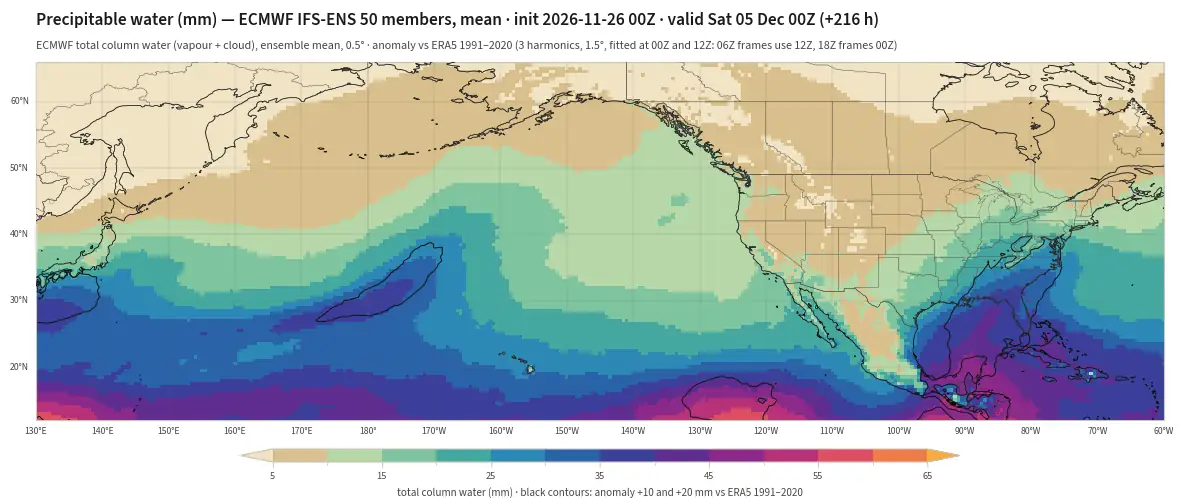 Precipitable water (mm) — ECMWF IFS-ENS 50 members, mean · init 2026-11-26 00Z · valid Sat 05 Dec 00Z (+216 h)
ECMWF total column water (vapour + cloud), ensemble mean, 0.5° · anomaly vs ERA5 1991–2020 (3 harmonics, 1.5°, fitted at 00Z and 12Z: 06Z frames use 12Z, 18Z frames 00Z)
60°N
50°N
40°N
30°N
20°N
130°E 140°E 150°E 160°E 170°E 180° 170°W 160°W 150°W 140°W 130°W 120°W 110°W 100°W 90°W 80°W 70°W 60°W
5 15 25 35 45 55 65
total column water (mm) · black contours: anomaly +10 and +20 mm vs ERA5 1991–2020